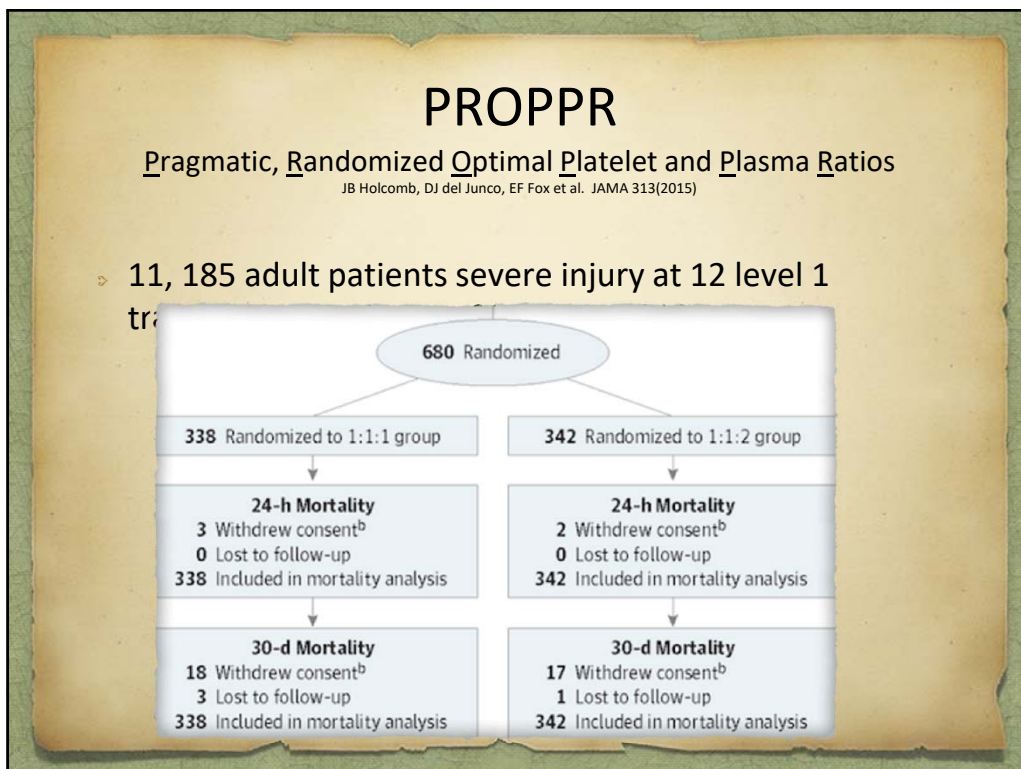 PROPPR
Pragmatic, Randomized Optimal Platelet and Plasma Ratios
JB Holcomb, DJ del Junco, EF Fox et al. JAMA 313(2015)
11, 185 adult patients severe injury at 12 level 1
680 Randomized
338 Randomized to 1:1:1 group
342 Randomized to 1:1:2 group
24-h Mortality
3 Withdrew consentᵇ
0 Lost to follow-up
338 Included in mortality analysis
24-h Mortality
2 Withdrew consentᵇ
0 Lost to follow-up
342 Included in mortality analysis
30-d Mortality
18 Withdrew consentᵇ
3 Lost to follow-up
338 Included in mortality analysis
30-d Mortality
17 Withdrew consentᵇ
1 Lost to follow-up
342 Included in mortality analysis